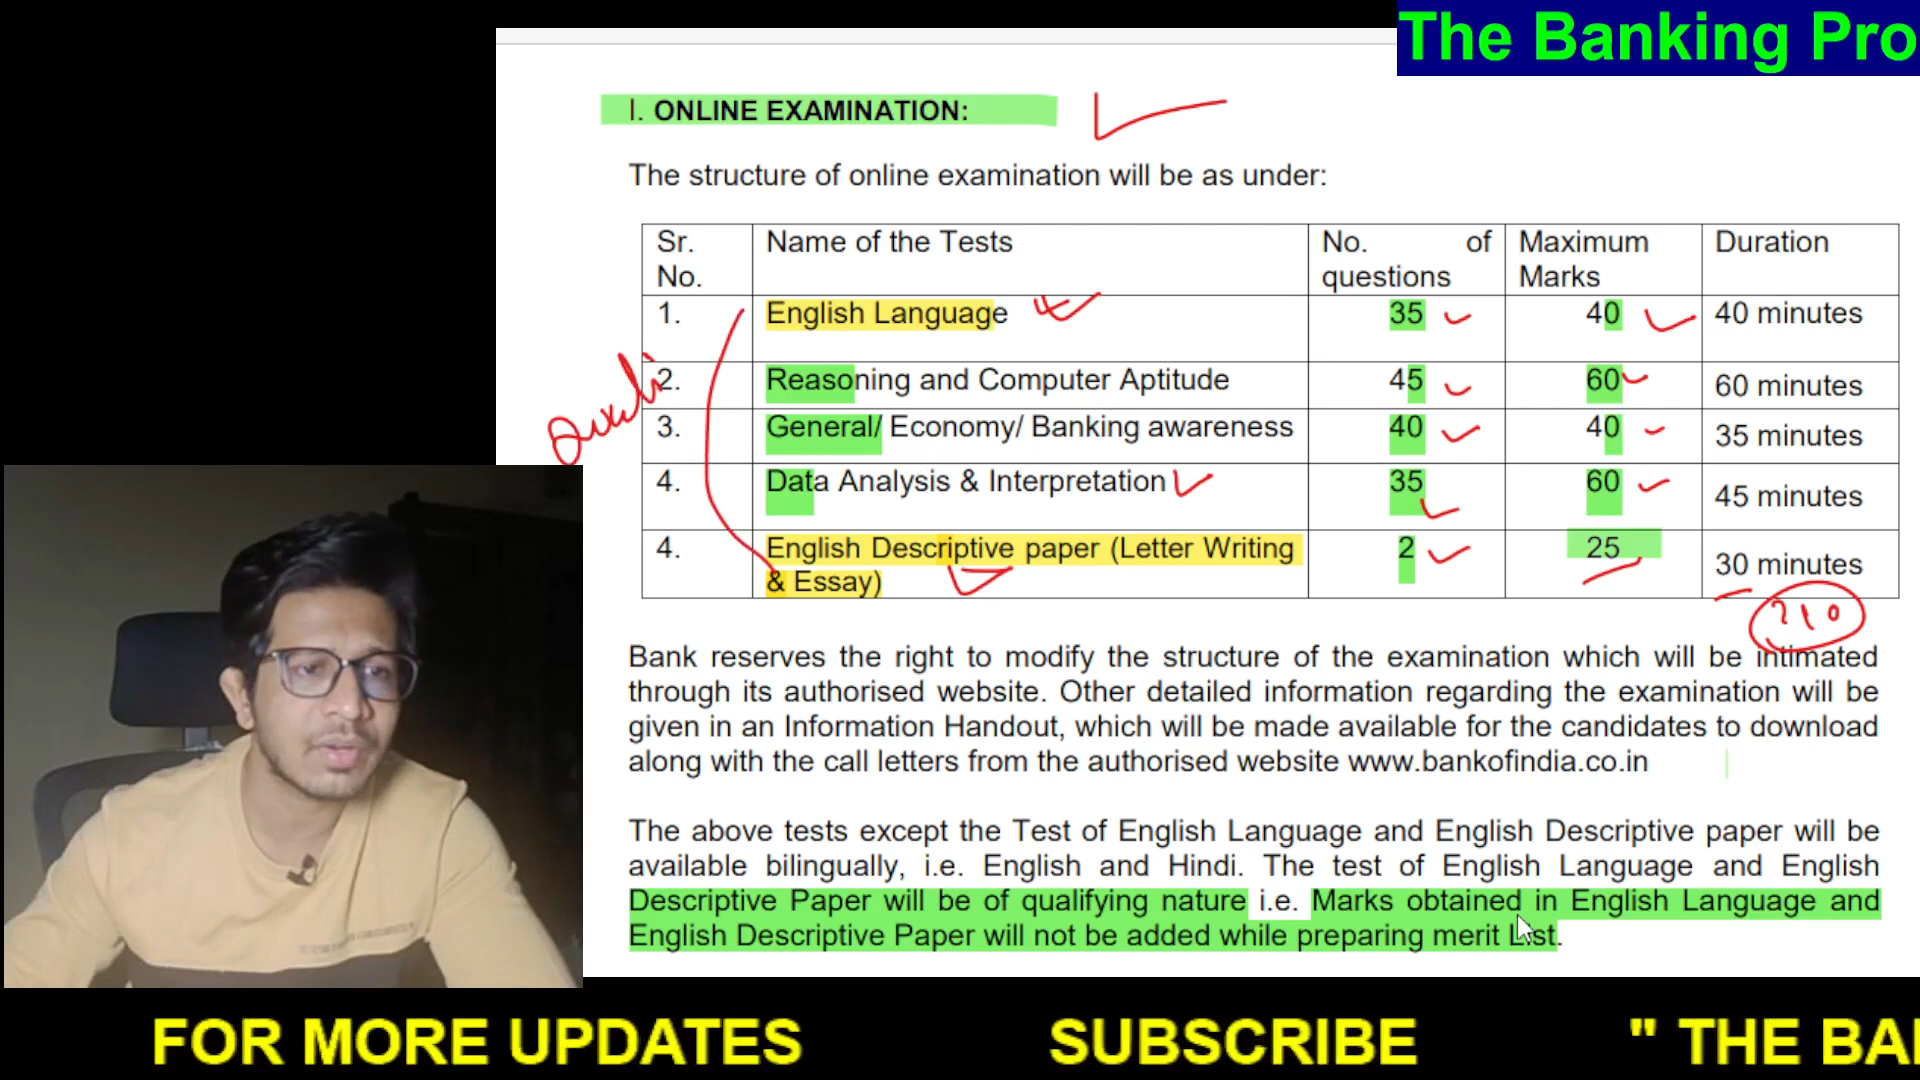 The Banking Pro
I. ONLINE EXAMINATION:
The structure of online examination will be as under:
Sr. No. Name of the Tests No. of questions Maximum Marks Duration
1. English Language 35 40 40 minutes
2. Reasoning and Computer Aptitude 45 60 60 minutes
3. General/ Economy/ Banking awareness 40 40 35 minutes
4. Data Analysis & Interpretation 35 60 45 minutes
4. English Descriptive paper (Letter Writing & Essay) 2 25 30 minutes
Quali
210
Bank reserves the right to modify the structure of the examination which will be intimated
through its authorised website. Other detailed information regarding the examination will be
given in an Information Handout, which will be made available for the candidates to download
along with the call letters from the authorised website www.bankofindia.co.in
The above tests except the Test of English Language and English Descriptive paper will be
available bilingually, i.e. English and Hindi. The test of English Language and English
Descriptive Paper will be of qualifying nature i.e. Marks obtained in English Language and
English Descriptive Paper will not be added while preparing merit List.
FOR MORE UPDATES SUBSCRIBE " THE BA